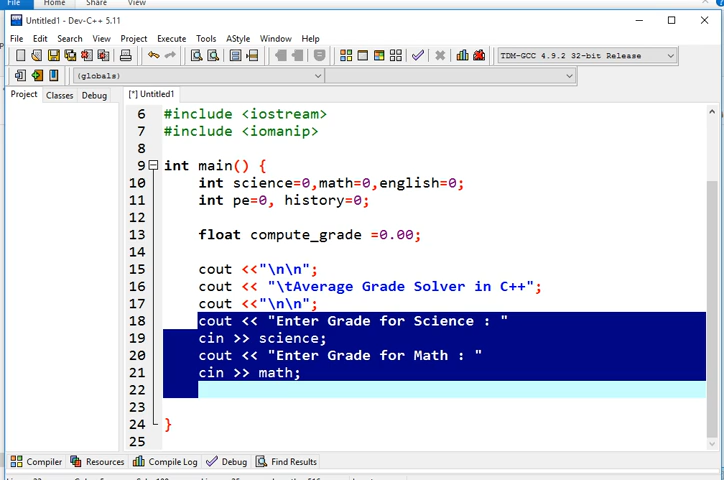 File Home Share View
Untitled1 - Dev-C++ 5.11
File Edit Search View Project Execute Tools AStyle Window Help
TDM-GCC 4.9.2 32-bit Release
(globals)
Project Classes Debug [*] Untitled1
6 #include <iostream>
7 #include <iomanip>
8
9 int main() {
10 int science=0,math=0,english=0;
11 int pe=0, history=0;
12
13 float compute_grade =0.00;
14
15 cout <<"\n\n";
16 cout << "\tAverage Grade Solver in C++";
17 cout <<"\n\n";
18 cout << "Enter Grade for Science : "
19 cin >> science;
20 cout << "Enter Grade for Math : "
21 cin >> math;
22
23
24 }
25
Compiler Resources Compile Log Debug Find Results